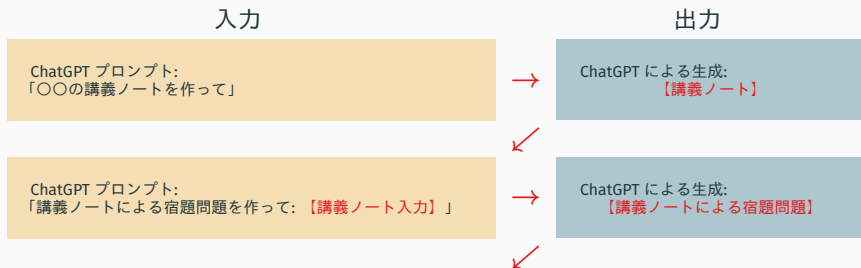 入力
出力
ChatGPT プロンプト:
「〇〇の講義ノートを作って」
→
ChatGPT による生成:
【講義ノート】
ChatGPT プロンプト:
「講義ノートによる宿題問題を作って: 【講義ノート入力】」
→
ChatGPT による生成:
【講義ノートによる宿題問題】